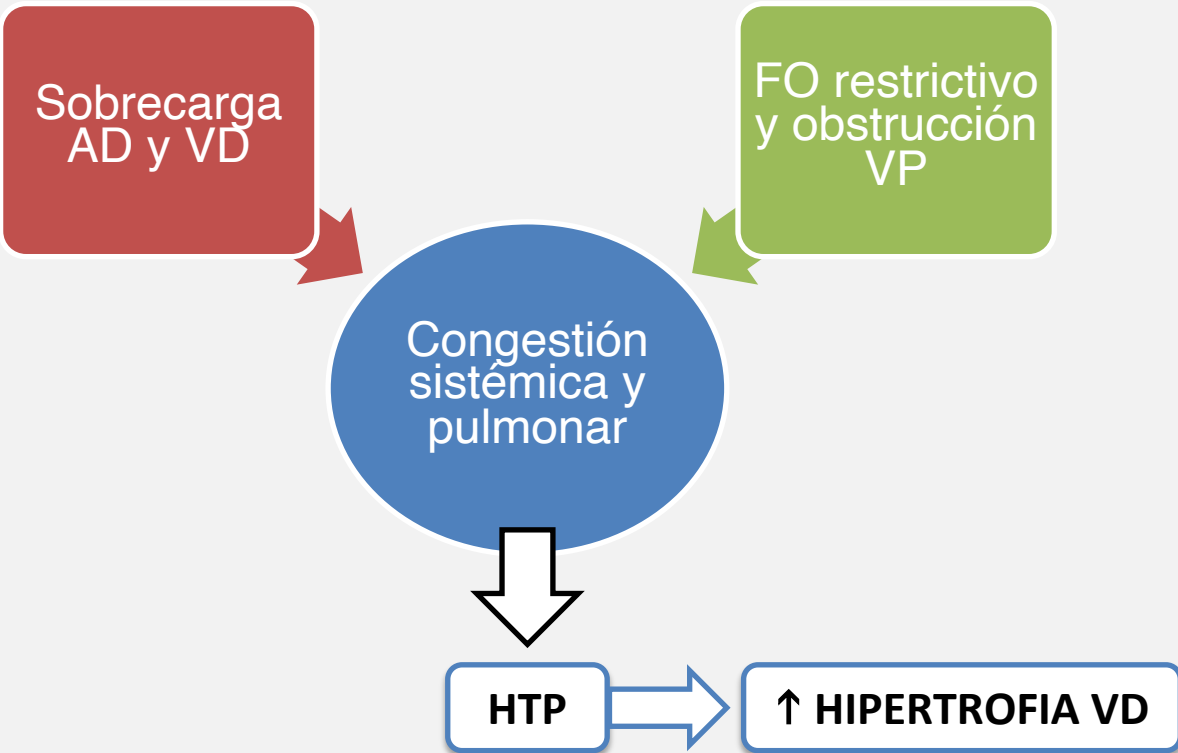 Sobrecarga
AD y VD
FO restrictivo
y obstrucción
VP
Congestión
sistémica y
pulmonar
HTP
↑ HIPERTROFIA VD